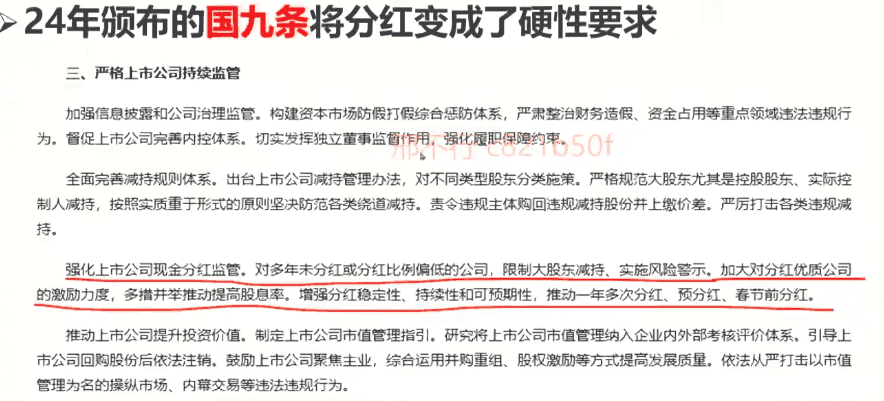 24年颁布的国九条将分红变成了硬性要求
三、严格上市公司持续监管
加强信息披露和公司治理监管。构建资本市场防假打假综合惩防体系，严肃整治财务造假、资金占用等重点领域违法违规行
为。督促上市公司完善内控体系。切实发挥独立董事监督作用，强化履职保障约束。
邢不行 c821b50f
全面完善减持规则体系。出台上市公司减持管理办法，对不同类型股东分类施策。严格规范大股东尤其是控股股东、实际控
制人减持，按照实质重于形式的原则坚决防范各类绕道减持。责令违规主体购回违规减持股份并上缴价差。严厉打击各类违规减
持。
强化上市公司现金分红监管。对多年未分红或分红比例偏低的公司，限制大股东减持、实施风险警示。加大对分红优质公司
的激励力度，多措并举推动提高股息率。增强分红稳定性、持续性和可预期性，推动一年多次分红、预分红、春节前分红。
推动上市公司提升投资价值。制定上市公司市值管理指引。研究将上市公司市值管理纳入企业内外部考核评价体系。引导上
市公司回购股份后依法注销。鼓励上市公司聚焦主业，综合运用并购重组、股权激励等方式提高发展质量。依法从严打击以市值
管理为名的操纵市场、内幕交易等违法违规行为。